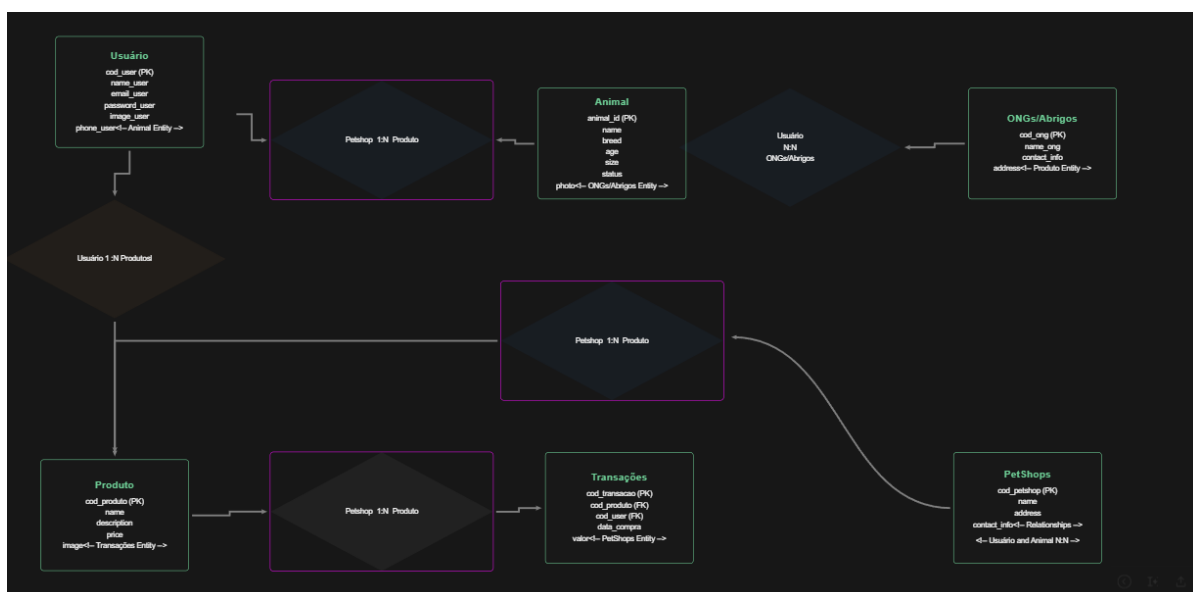 Usuário
cod_user (PK)
name_user
email_user
password_user
image_user
phone_user<!-- Animal Entity -->
Petshop 1:N Produto
Animal
animal_id (PK)
name
breed
age
size
status
photo<!-- ONGs/Abrigos Entity -->
Usuário
N:N
ONGs/Abrigos
ONGs/Abrigos
cod_ong (PK)
name_ong
contact_info
address<!-- Produto Entity -->
Usuário 1 :N Produtosl
Petshop 1:N Produto
Produto
cod_produto (PK)
name
description
price
image<!-- Transações Entity -->
Petshop 1:N Produto
Transações
cod_transacao (PK)
cod_produto (FK)
cod_user (FK)
data_compra
valor<!-- PetShops Entity -->
PetShops
cod_petshop (PK)
name
address
contact_info<!-- Relationships -->
<!-- Usuário and Animal N:N -->